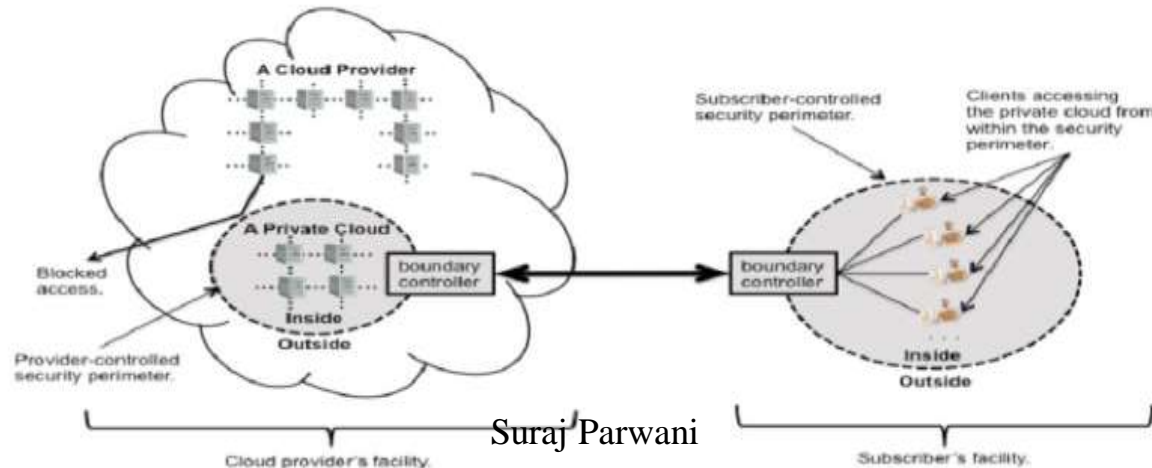 A Cloud Provider
Subscriber-controlled
security perimeter.
Clients accessing
the private cloud from
within the security
perimeter.
A Private Cloud
Blocked
access.
boundary
controller
boundary
controller
Inside
Outside
Provider-controlled
security perimeter.
Inside
Outside
Suraj Parwani
Cloud provider's facility.
Subscriber's facility.